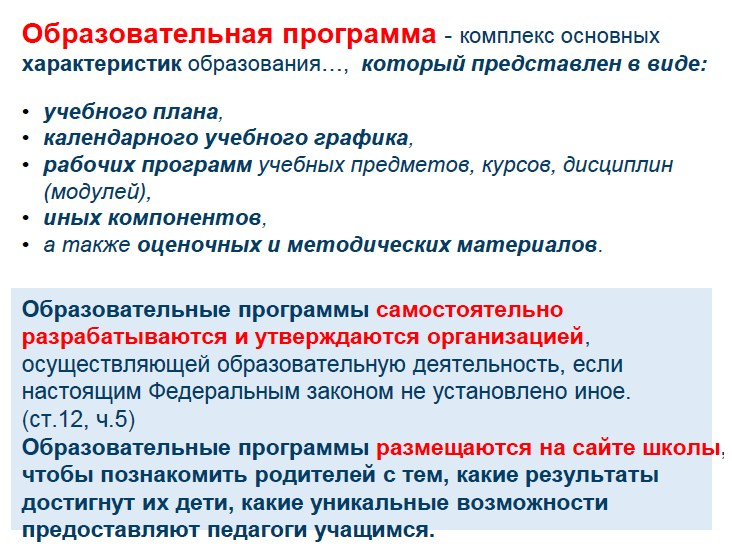 Образовательная программа - комплекс основных
характеристик образования…, который представлен в виде:
• учебного плана,
• календарного учебного графика,
• рабочих программ учебных предметов, курсов, дисциплин
(модулей),
• иных компонентов,
• а также оценочных и методических материалов.
Образовательные программы самостоятельно
разрабатываются и утверждаются организацией,
осуществляющей образовательную деятельность, если
настоящим Федеральным законом не установлено иное.
(ст.12, ч.5)
Образовательные программы размещаются на сайте школы,
чтобы познакомить родителей с тем, какие результаты
достигнут их дети, какие уникальные возможности
предоставляют педагоги учащимся.